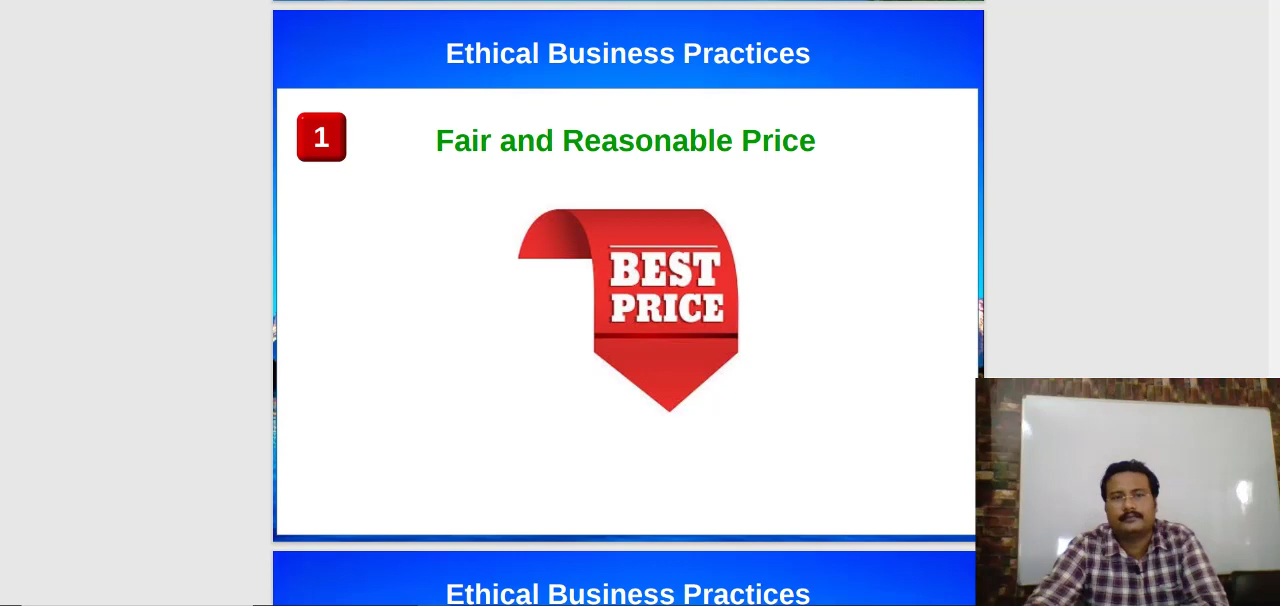 Ethical Business Practices
1
Fair and Reasonable Price
BEST
PRICE
Ethical Business Practices